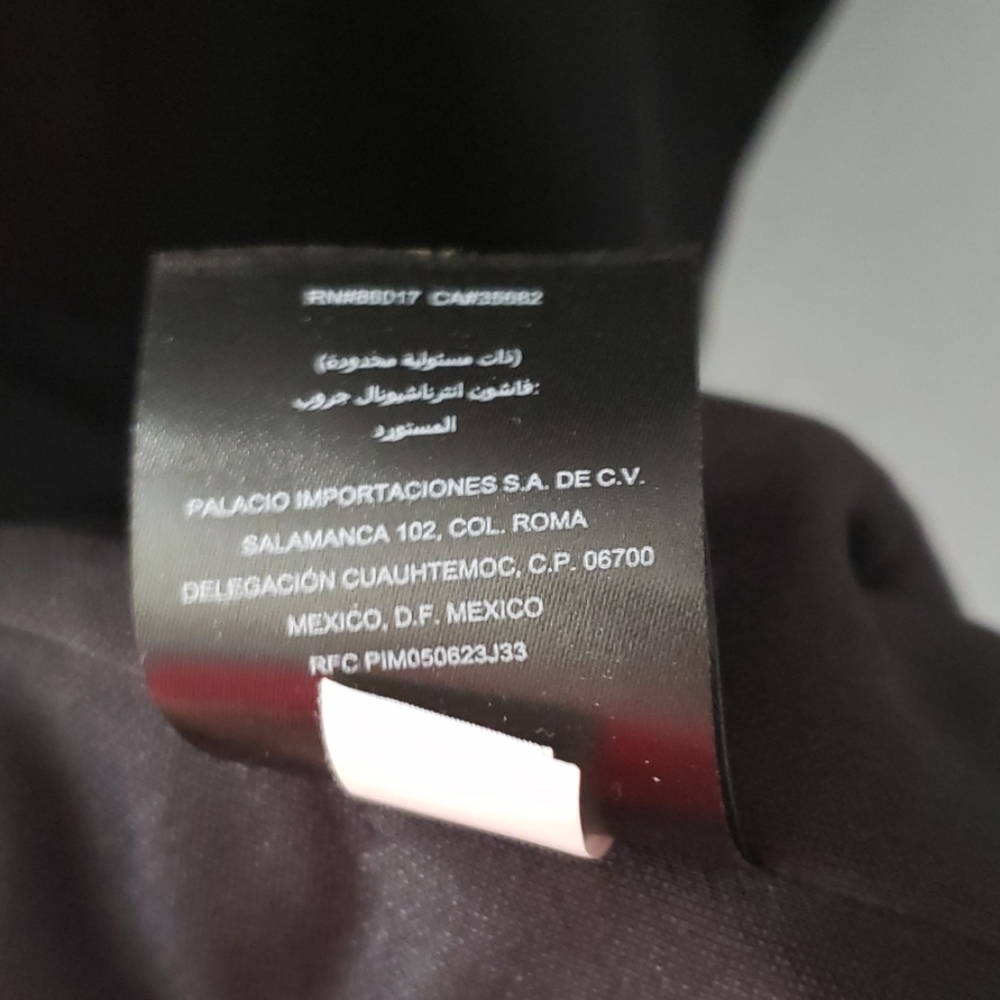 RN#86017 CA#35682
(ذات مسئولية محدودة)
:فاشون انترناشيونال جروب
المستورد
PALACIO IMPORTACIONES S.A. DE C.V.
SALAMANCA 102, COL. ROMA
DELEGACIÓN CUAUHTEMOC, C.P. 06700
MEXICO, D.F. MEXICO
RFC PIM050623J33